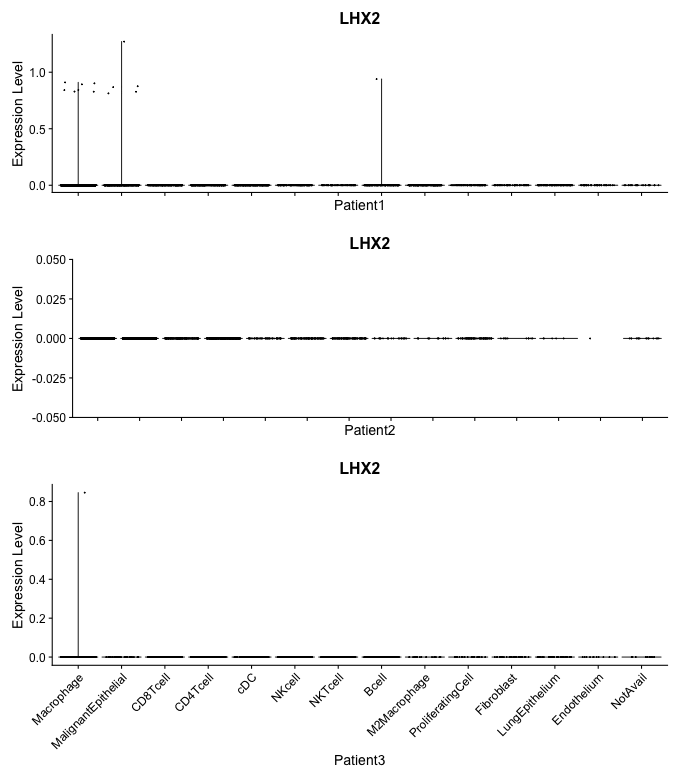 LHX2
Expression Level
1.0
0.5
0.0
Patient1
LHX2
Expression Level
0.050
0.025
0.000
-0.025
-0.050
Patient2
LHX2
Expression Level
0.8
0.6
0.4
0.2
0.0
Macrophage
MalignantEpithelial
CD8Tcell
CD4Tcell
cDC
NKcell
NKTcell
Bcell
M2Macrophage
ProliferatingCell
Fibroblast
LungEpithelium
Endothelium
NotAvail
Patient3